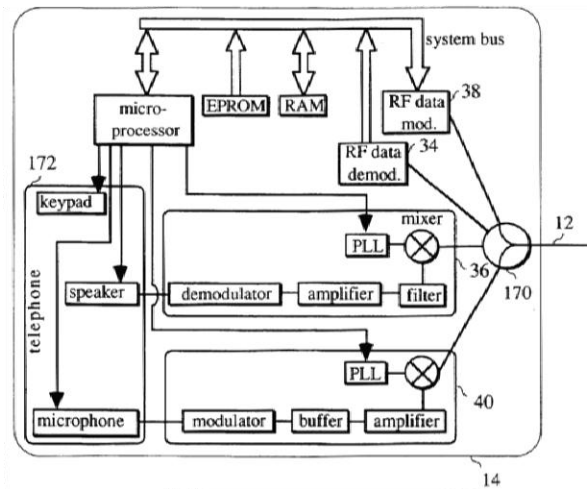 system bus
38
micro-
processor
EPROM
RAM
RF data
mod.
34
RF data
demod.
172
keypad
mixer
12
PLL
36
170
telephone
speaker
demodulator
amplifier
filter
PLL
40
microphone
modulator
buffer
amplifier
14